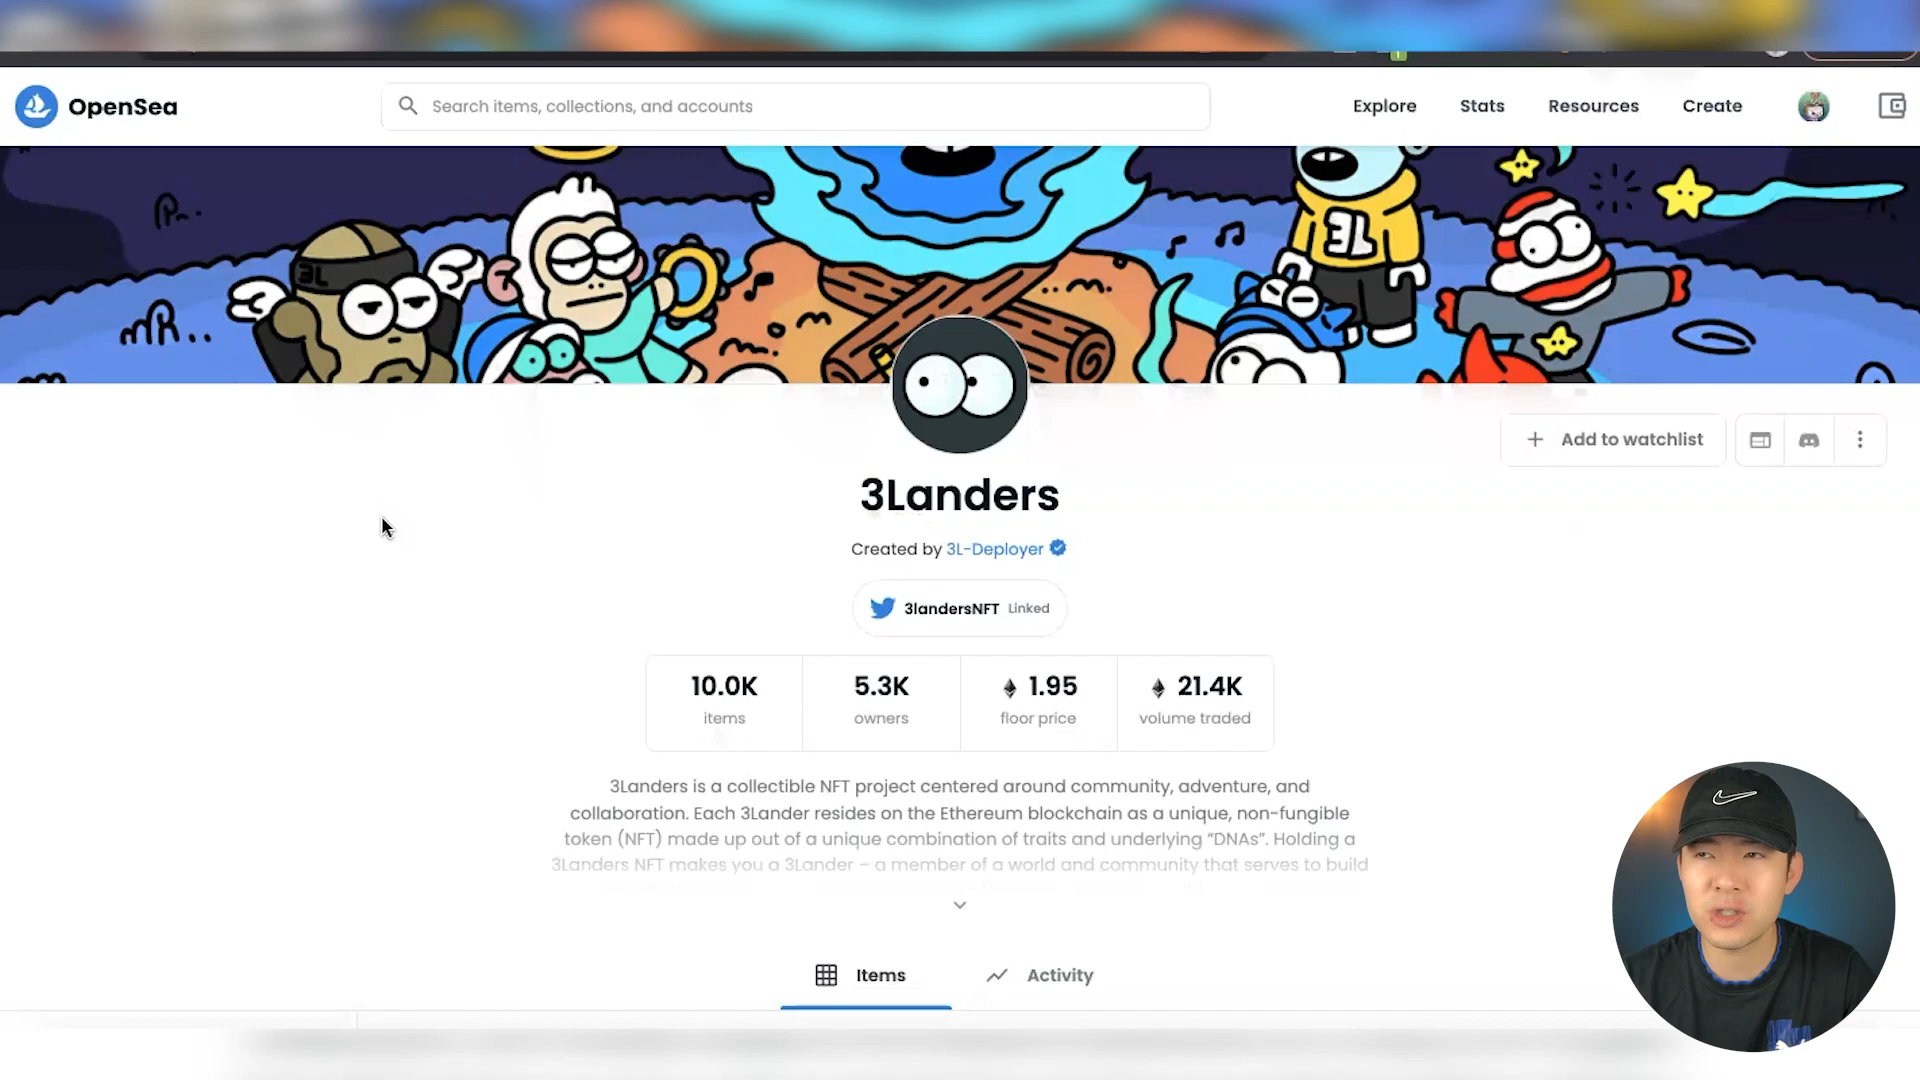 OpenSea
Search items, collections, and accounts
Explore
Stats
Resources
Create
3L
3L
Add to watchlist
3Landers
Created by 3L-Deployer
3landersNFT Linked
10.0K
items
5.3K
owners
1.95
floor price
21.4K
volume traded
3Landers is a collectible NFT project centered around community, adventure, and
collaboration. Each 3Lander resides on the Ethereum blockchain as a unique, non-fungible
token (NFT) made up out of a unique combination of traits and underlying “DNAs”. Holding a
3Landers NFT makes you a 3Lander – a member of a world and community that serves to build
Items
Activity